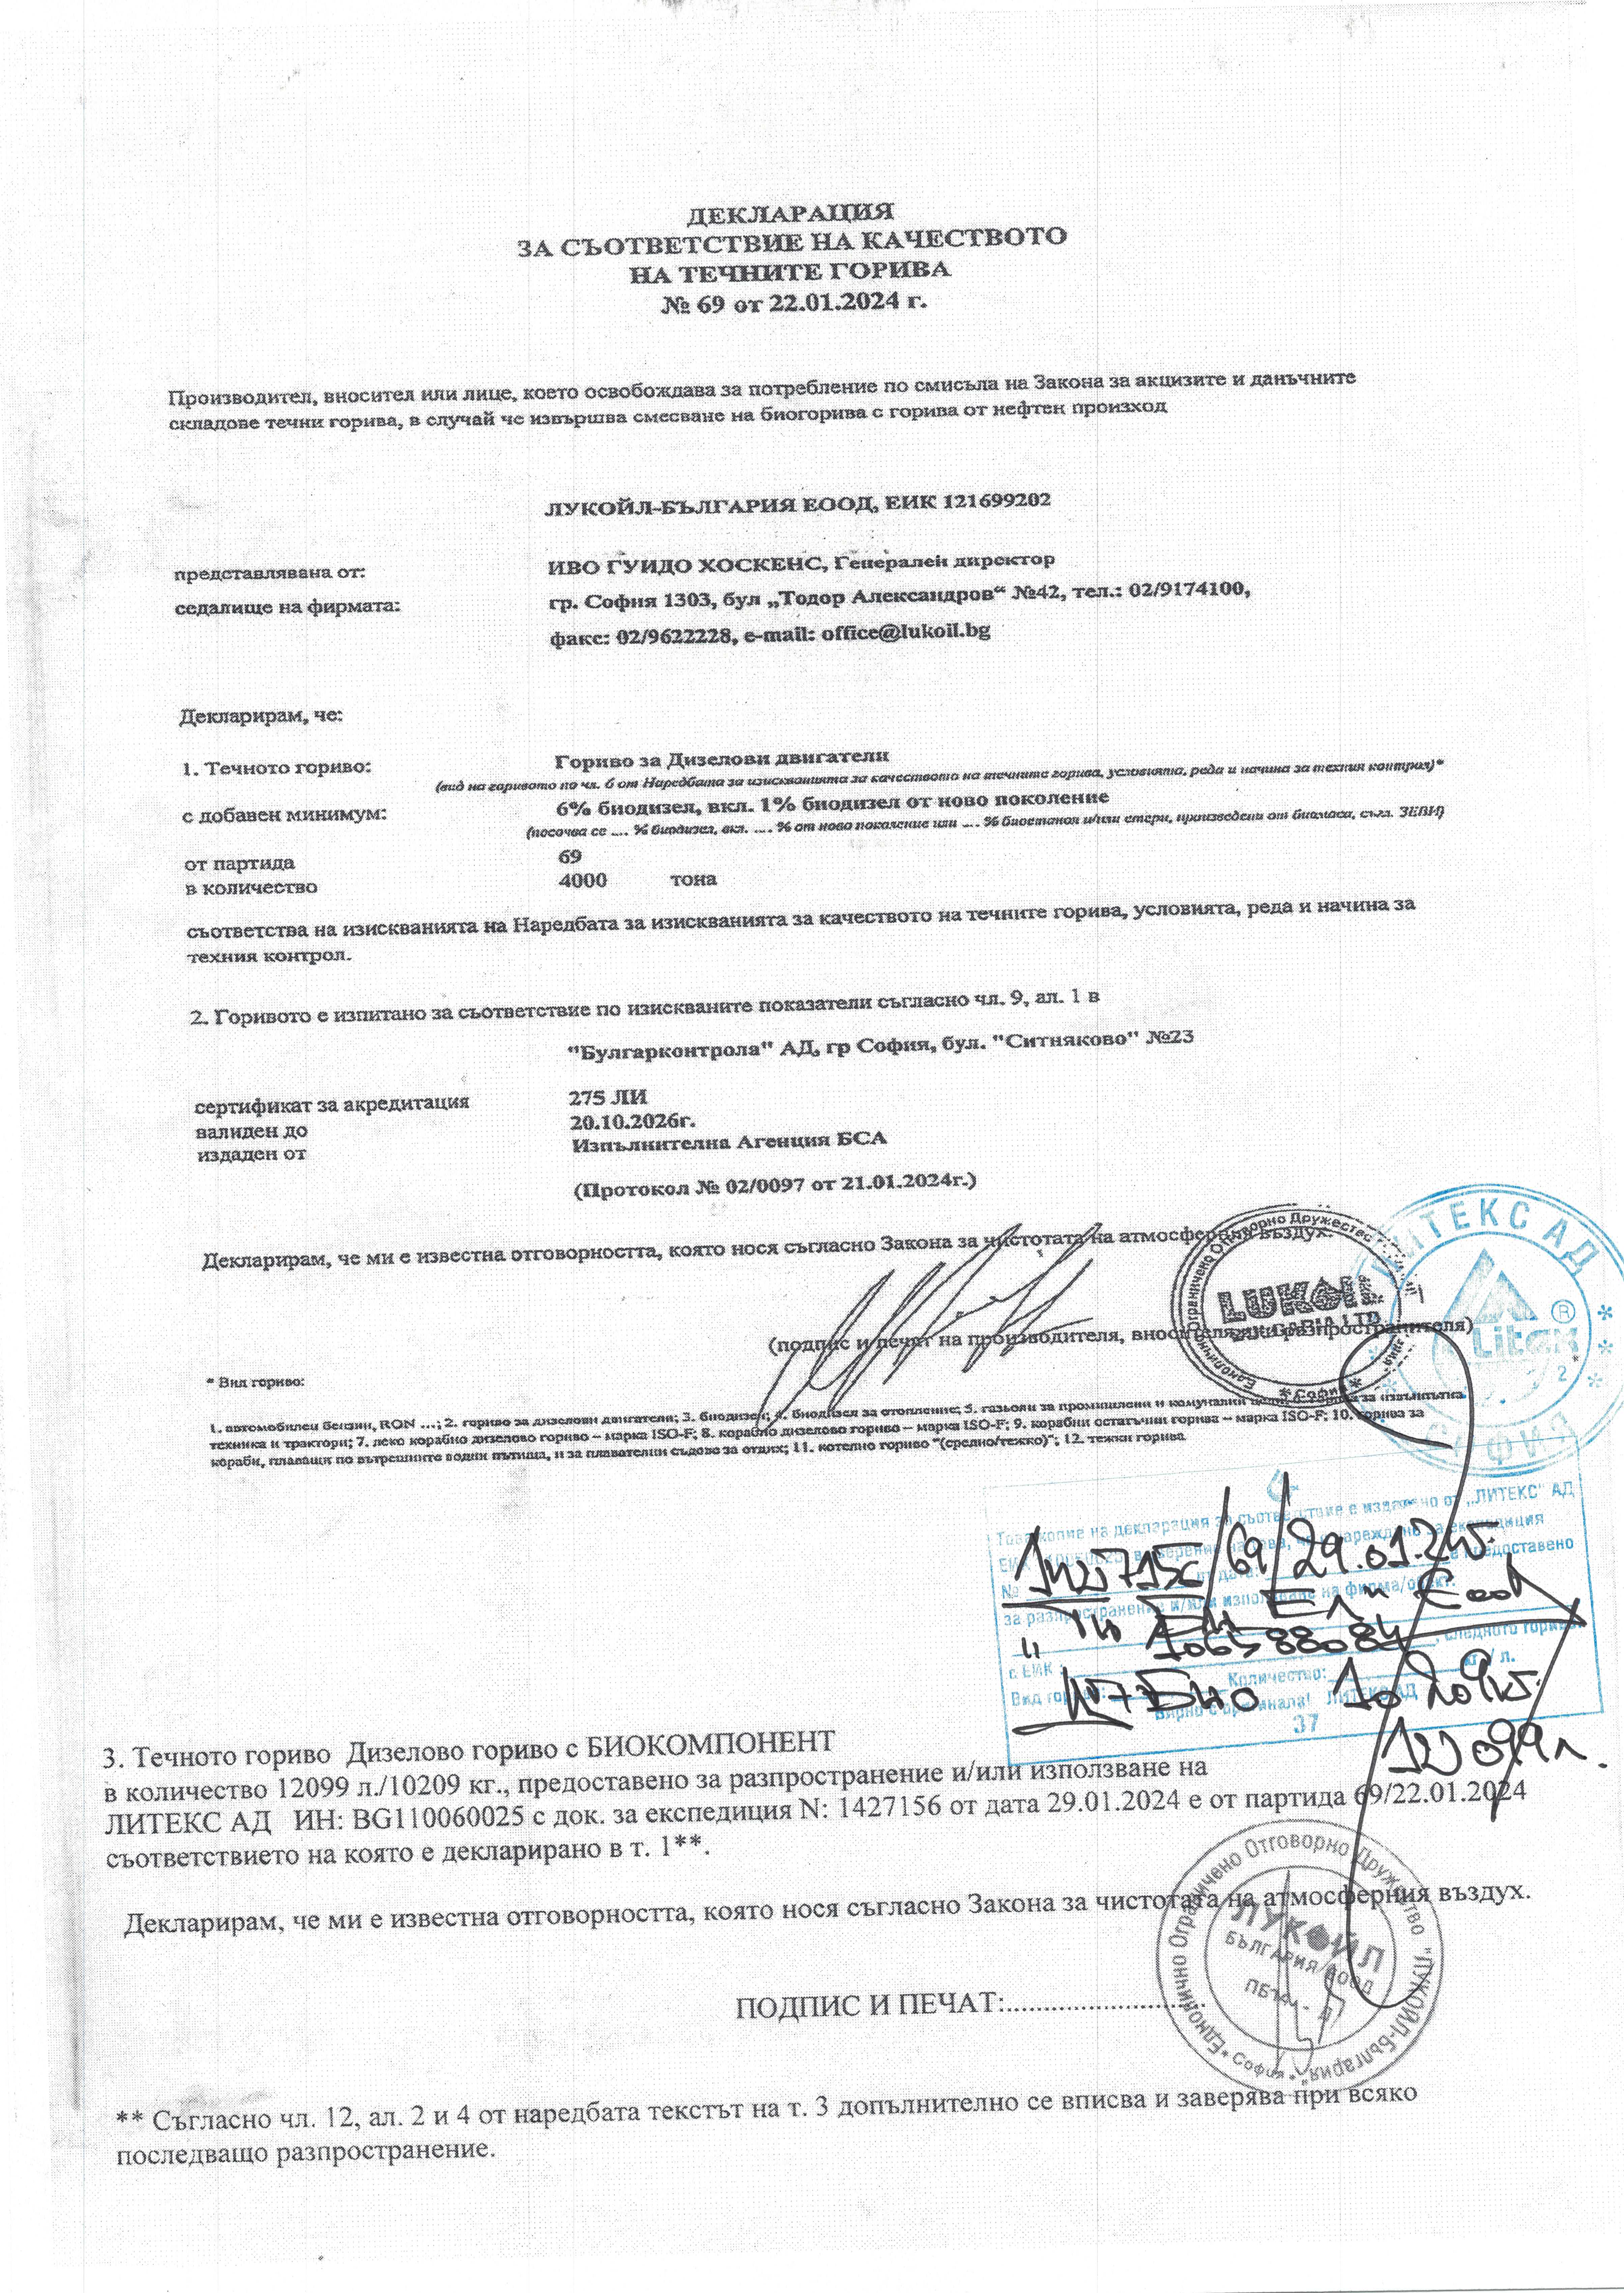 ДЕКЛАРАЦИЯ
ЗА СЪОТВЕТСТВИЕ НА КАЧЕСТВОТО
НА ТЕЧНИТЕ ГОРИВА
№ 69 от 22.01.2024 г.
Производител, вносител или лице, което освобождава за потребление по смисъла на Закона за акцизите и данъчните
складове течни горива, в случай че извършва смесване на биогорива с горива от нефтен произход
ЛУКОЙЛ-БЪЛГАРИЯ ЕООД, ЕИК 121699202
представлявана от: ИВО ГУИДО ХОСКЕНС, Генерален директор
седалище на фирмата: гр. София 1303, бул „Тодор Александров“ №42, тел.: 02/9174100,
факс: 02/9622228, e-mail: office@lukoil.bg
Декларирам, че:
1. Течното гориво: Гориво за Дизелови двигатели
(вид на горивото по чл. 6 от Наредбата за изискванията за качеството на течните горива, условията, реда и начина за техния контрол)*
с добавен минимум: 6% биодизел, вкл. 1% биодизел от ново поколение
(посочва се .... % биодизел, вкл. .... % от ново поколение или .... % биоетанол и/или етери, произведени от биомаса, съгл. ЗЕВИ)
от партида 69
в количество 4000 тона
съответства на изискванията на Наредбата за изискванията за качеството на течните горива, условията, реда и начина за
техния контрол.
2. Горивото е изпитано за съответствие по изискваните показатели съгласно чл. 9, ал. 1 в
"Булгарконтрола" АД, гр София, бул. "Ситняково" №23
сертификат за акредитация 275 ЛИ
валиден до 20.10.2026г.
издаден от Изпълнителна Агенция БСА
(Протокол № 02/0097 от 21.01.2024г.)
Декларирам, че ми е известна отговорността, която нося съгласно Закона за чистотата на атмосферния въздух.
(подпис и печат на производителя, вносителя или разпространителя)
LUKOIL
BULGARIA LTD
Еднолично Ограничено Отговорно Дружество
* София *
ЛИТЕКС АД
Litex ®
2
СОФИЯ
* Вид гориво:
1. автомобилен бензин, RON ...; 2. гориво за дизелови двигатели; 3. биодизел; 4. биодизел за отопление; 5. газьоли за промишлени и комунални цели; 6. горива за извънпътна
техника и трактори; 7. леко корабно дизелово гориво – марка ISO-F; 8. корабно дизелово гориво – марка ISO-F; 9. корабни остатъчни горива – марка ISO-F; 10. горива за
кораби, плаващи по вътрешните водни пътища, и за плавателни съдове за отдих; 11. котелно гориво "(средно/тежко)"; 12. тежки горива
Това копие на декларация за съответствие е издадено от „ЛИТЕКС“ АД
1427156/69/29.01.24г.
за разпространение и/или използване на фирма/обект:
Еоод
с ЕИК 106588084, следното гориво
Вид гориво: Количество: кг / л.
Био 10 209кг.
Вярно с оригинала! ЛИТЕКС АД
37
12 099л.
3. Течното гориво Дизелово гориво с БИОКОМПОНЕНТ
в количество 12099 л./10209 кг., предоставено за разпространение и/или използване на
ЛИТЕКС АД ИН: BG110060025 с док. за експедиция N: 1427156 от дата 29.01.2024 е от партида 69/22.01.2024
съответствието на която е декларирано в т. 1**.
Декларирам, че ми е известна отговорността, която нося съгласно Закона за чистотата на атмосферния въздух.
ПОДПИС И ПЕЧАТ:...........................
Еднолично Ограничено Отговорно Дружество "ЛУКОЙЛ-България"
ЛУКОЙЛ
БЪЛГАРИЯ ЕООД
* София *
** Съгласно чл. 12, ал. 2 и 4 от наредбата текстът на т. 3 допълнително се вписва и заверява при всяко
последващо разпространение.